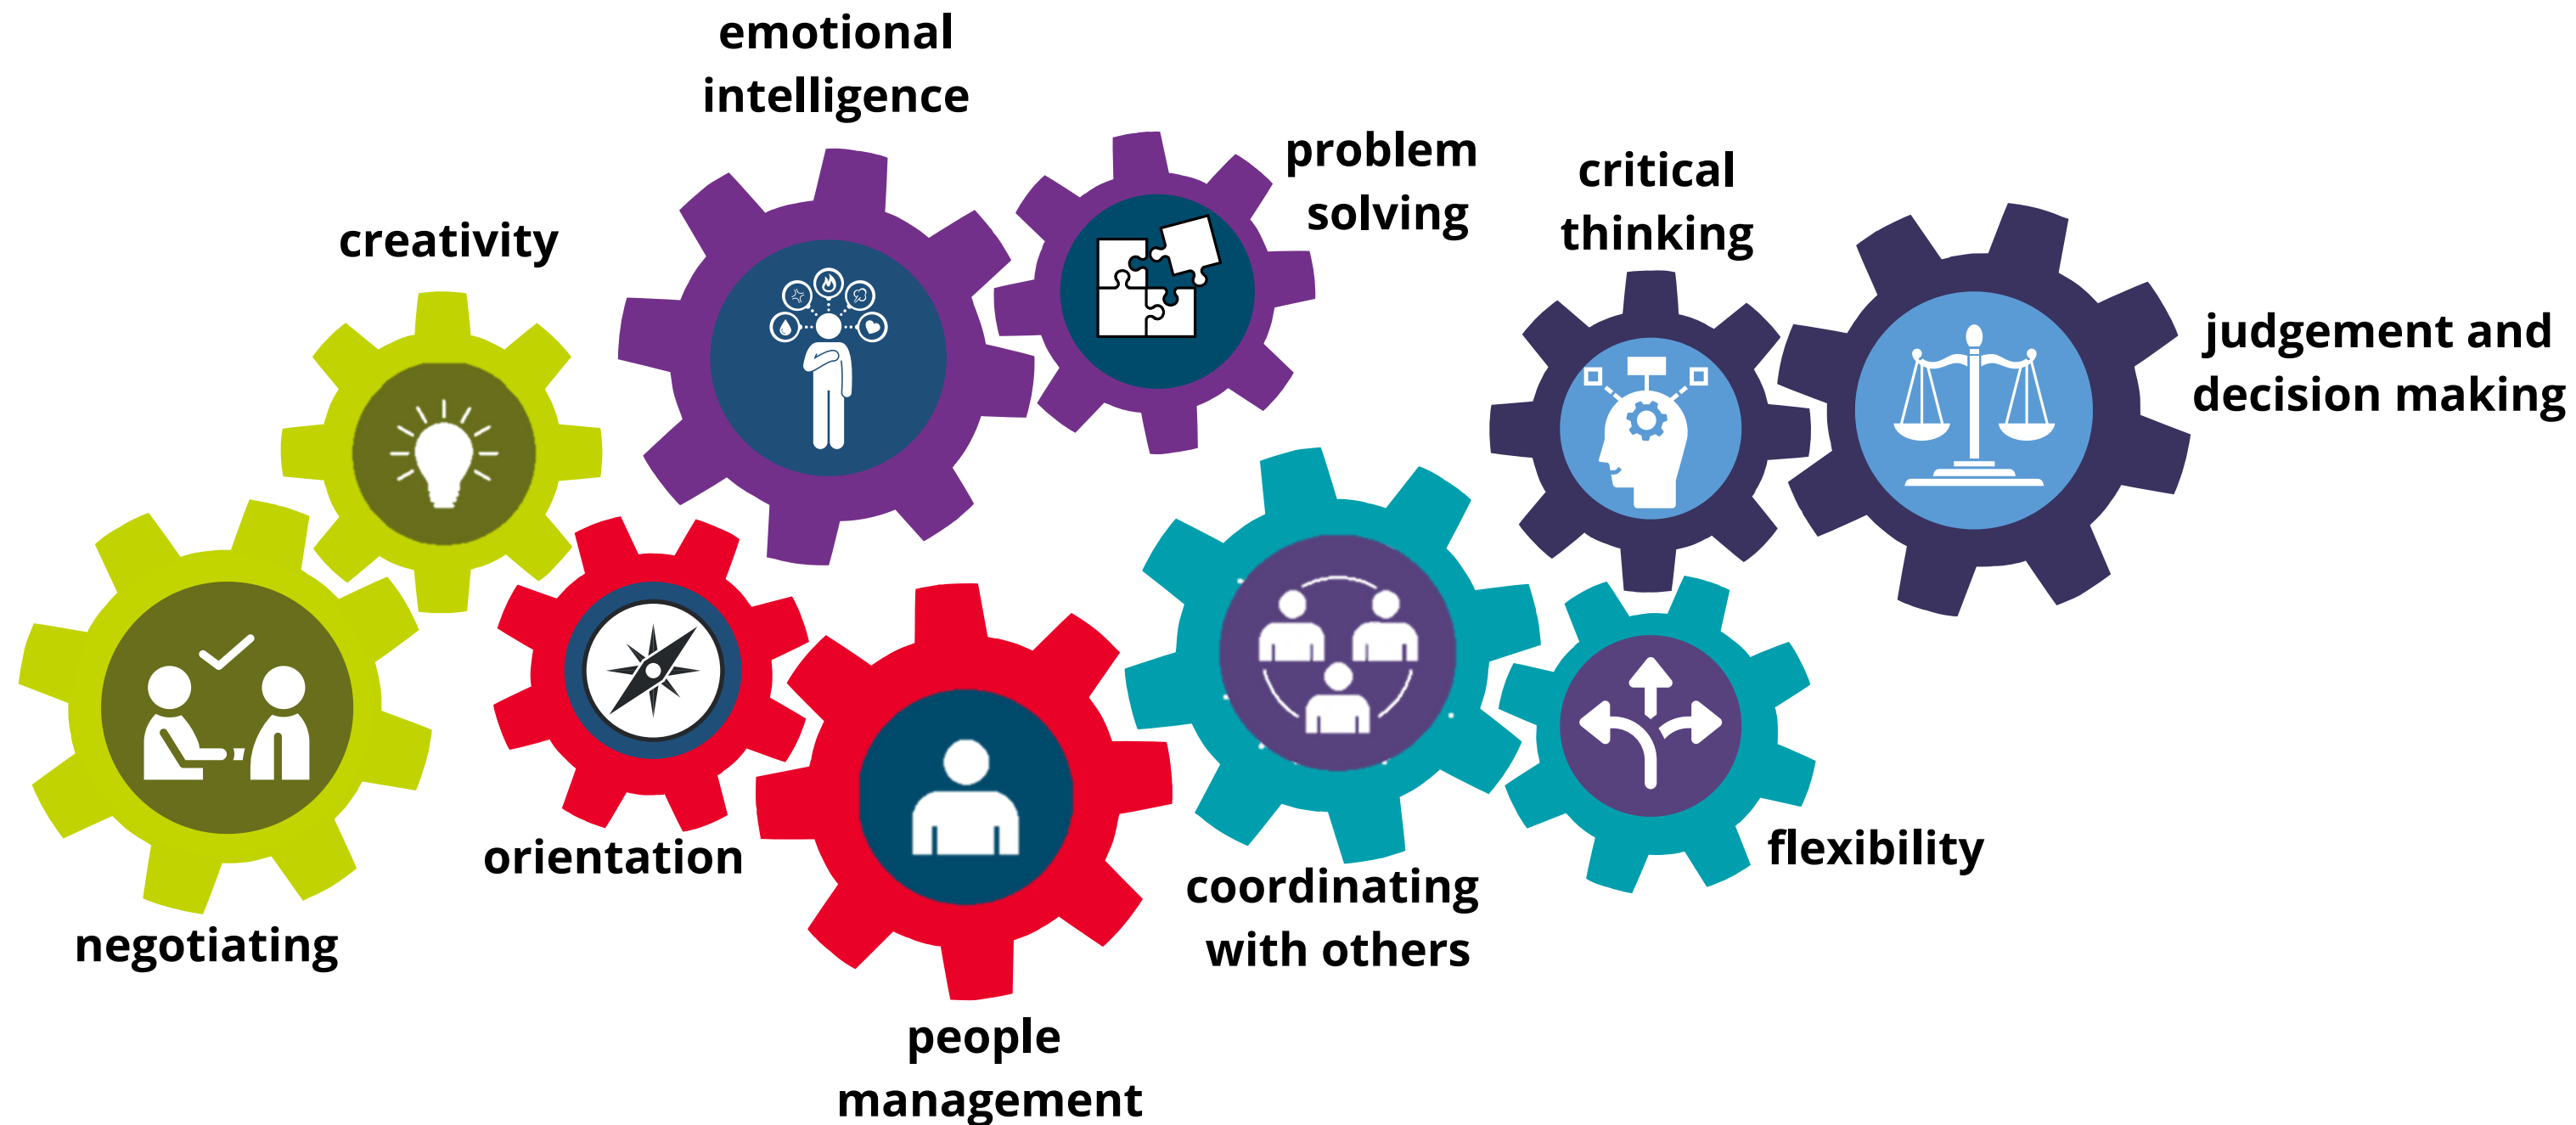 emotional
intelligence
problem
solving
critical
thinking
creativity
judgement and
decision making
orientation
flexibility
coordinating
with others
negotiating
people
management